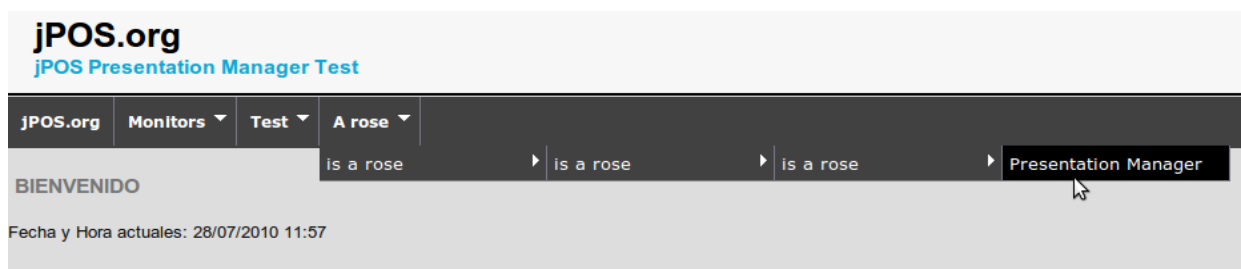 jPOS.org
jPOS Presentation Manager Test
jPOS.org Monitors Test A rose
is a rose is a rose is a rose Presentation Manager
BIENVENIDO
Fecha y Hora actuales: 28/07/2010 11:57